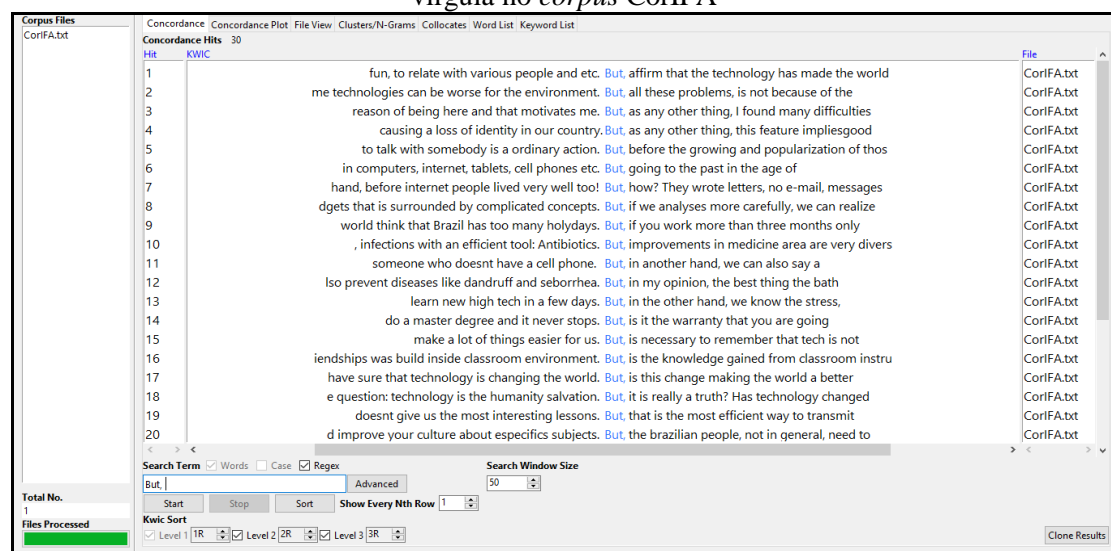 vírgula no corpus CorIFA
Corpus Files
CorIFA.txt
Concordance Concordance Plot File View Clusters/N-Grams Collocates Word List Keyword List
Concordance Hits 30
Hit KWIC File
1 fun, to relate with various people and etc. But, affirm that the technology has made the world CorIFA.txt
2 me technologies can be worse for the environment. But, all these problems, is not because of the CorIFA.txt
3 reason of being here and that motivates me. But, as any other thing, I found many difficulties CorIFA.txt
4 causing a loss of identity in our country. But, as any other thing, this feature impliesgood CorIFA.txt
5 to talk with somebody is a ordinary action. But, before the growing and popularization of thos CorIFA.txt
6 in computers, internet, tablets, cell phones etc. But, going to the past in the age of CorIFA.txt
7 hand, before internet people lived very well too! But, how? They wrote letters, no e-mail, messages CorIFA.txt
8 dgets that is surrounded by complicated concepts. But, if we analyses more carefully, we can realize CorIFA.txt
9 world think that Brazil has too many holydays. But, if you work more than three months only CorIFA.txt
10 , infections with an efficient tool: Antibiotics. But, improvements in medicine area are very divers CorIFA.txt
11 someone who doesnt have a cell phone. But, in another hand, we can also say a CorIFA.txt
12 lso prevent diseases like dandruff and seborrhea. But, in my opinion, the best thing the bath CorIFA.txt
13 learn new high tech in a few days. But, in the other hand, we know the stress, CorIFA.txt
14 do a master degree and it never stops. But, is it the warranty that you are going CorIFA.txt
15 make a lot of things easier for us. But, is necessary to remember that tech is not CorIFA.txt
16 iendships was build inside classroom environment. But, is the knowledge gained from classroom instru CorIFA.txt
17 have sure that technology is changing the world. But, is this change making the world a better CorIFA.txt
18 e question: technology is the humanity salvation. But, it is really a truth? Has technology changed CorIFA.txt
19 doesnt give us the most interesting lessons. But, that is the most efficient way to transmit CorIFA.txt
20 d improve your culture about especifics subjects. But, the brazilian people, not in general, need to CorIFA.txt
Search Term Words Case Regex Search Window Size
But, Advanced 50
Total No.
1
Start Stop Sort Show Every Nth Row 1
Files Processed
Kwic Sort
Level 1 1R Level 2 2R Level 3 3R Clone Results